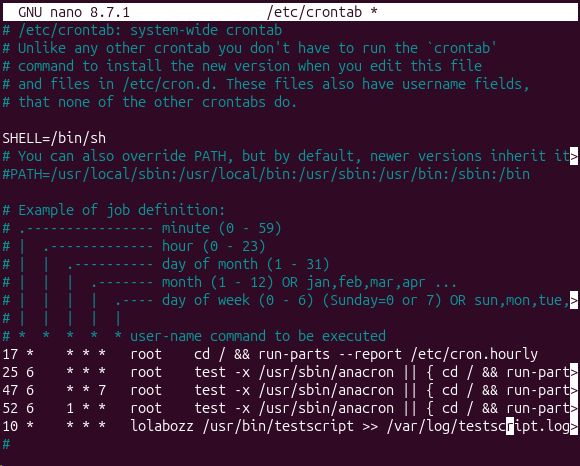 GNU nano 8.7.1 /etc/crontab *
# /etc/crontab: system-wide crontab
# Unlike any other crontab you don't have to run the `crontab'
# command to install the new version when you edit this file
# and files in /etc/cron.d. These files also have username fields,
# that none of the other crontabs do.

SHELL=/bin/sh
# You can also override PATH, but by default, newer versions inherit it>
#PATH=/usr/local/sbin:/usr/local/bin:/usr/sbin:/usr/bin:/sbin:/bin

# Example of job definition:
# .---------------- minute (0 - 59)
# |  .------------- hour (0 - 23)
# |  |  .---------- day of month (1 - 31)
# |  |  |  .------- month (1 - 12) OR jan,feb,mar,apr ...
# |  |  |  |  .---- day of week (0 - 6) (Sunday=0 or 7) OR sun,mon,tue,>
# |  |  |  |  |
# *  *  *  *  * user-name command to be executed
17 *    * * *   root    cd / && run-parts --report /etc/cron.hourly
25 6    * * *   root    test -x /usr/sbin/anacron || { cd / && run-part>
47 6    * * 7   root    test -x /usr/sbin/anacron || { cd / && run-part>
52 6    1 * *   root    test -x /usr/sbin/anacron || { cd / && run-part>
10 *    * * *   lolabozz /usr/bin/testscript >> /var/log/testscript.log>
#